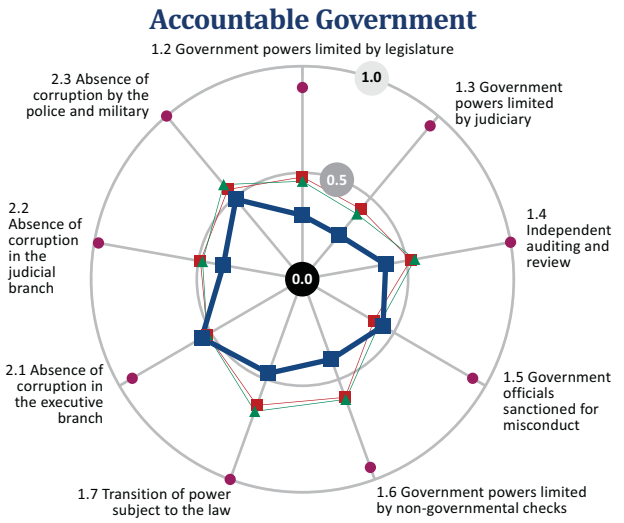 Accountable Government
1.2 Government powers limited by legislature
1.0
2.3 Absence of
corruption by the
police and military
1.3 Government
powers limited
by judiciary
0.5
2.2
Absence of
corruption
in the
judicial
branch
1.4
Independent
auditing and
review
0.0
2.1 Absence of
corruption in
the executive
branch
1.5 Government
officials
sanctioned for
misconduct
1.7 Transition of power
subject to the law
1.6 Government powers limited
by non-governmental checks